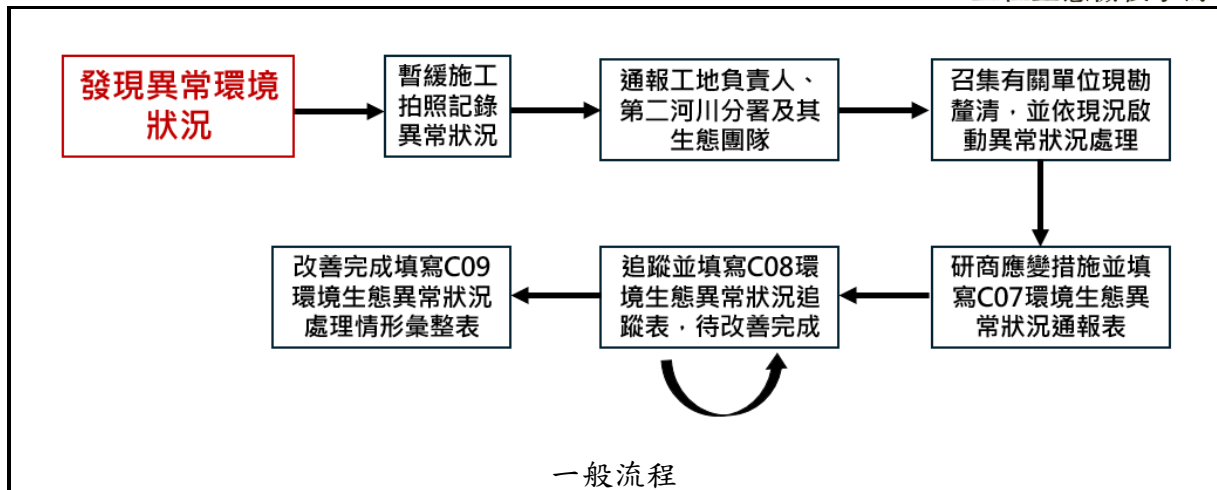 發現異常環境
狀況
暫緩施工
拍照記錄
異常狀況
通報工地負責人、
第二河川分署及其
生態團隊
召集有關單位現勘
釐清，並依現況啟
動異常狀況處理
研商應變措施並填
寫C07環境生態異
常狀況通報表
追蹤並填寫C08環
境生態異常狀況追
蹤表，待改善完成
改善完成填寫C09
環境生態異常狀況
處理情形彙整表
一般流程